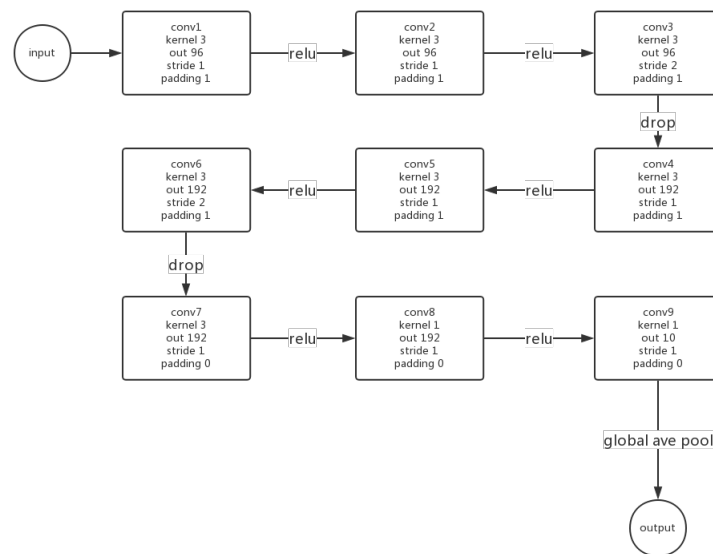 input
conv1
kernel 3
out 96
stride 1
padding 1
relu
conv2
kernel 3
out 96
stride 1
padding 1
relu
conv3
kernel 3
out 96
stride 2
padding 1
drop
conv4
kernel 3
out 192
stride 1
padding 1
relu
conv5
kernel 3
out 192
stride 1
padding 1
relu
conv6
kernel 3
out 192
stride 2
padding 1
drop
conv7
kernel 3
out 192
stride 1
padding 0
relu
conv8
kernel 1
out 192
stride 1
padding 0
relu
conv9
kernel 1
out 10
stride 1
padding 0
global ave pool
output